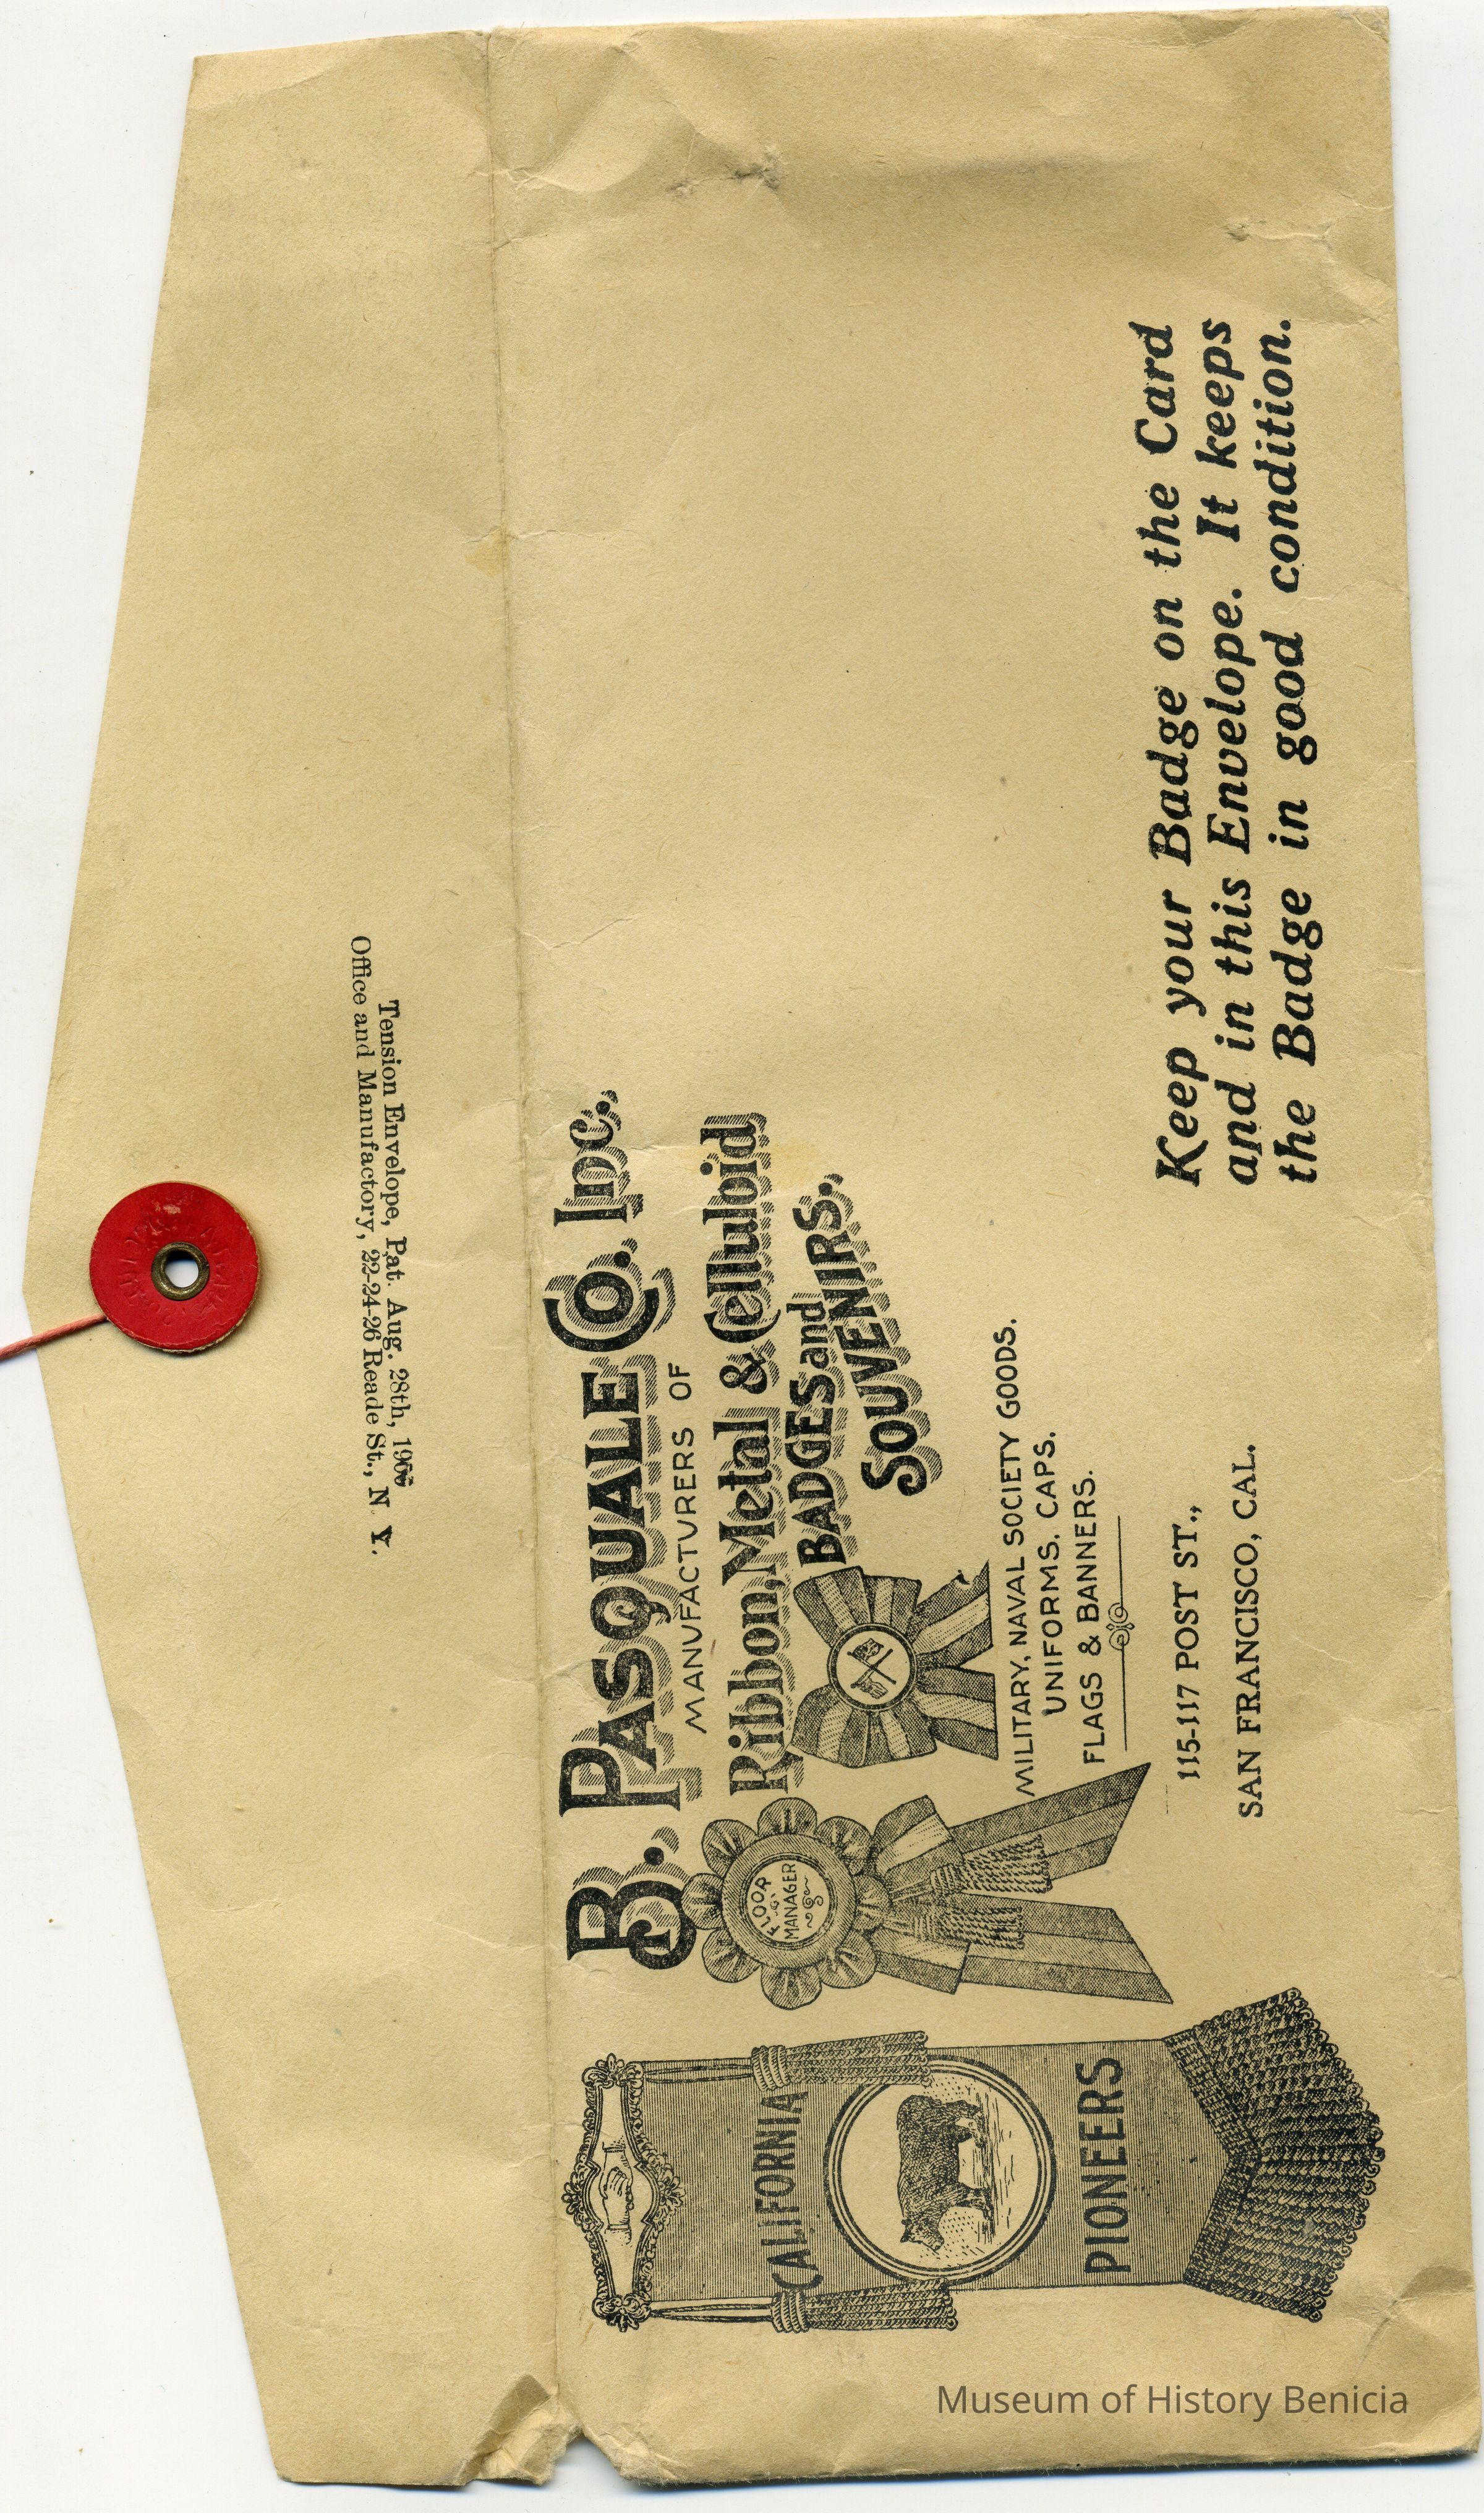 Tension Envelope, Pat. Aug. 28th, 1906
Office and Manufactory, 22-24-26 Reade St., N Y.
B. PASQUALE CO. Inc.
MANUFACTURERS OF
Ribbon, Metal & Celluloid
BADGES and
SOUVENIRS.
MILITARY, NAVAL SOCIETY GOODS.
UNIFORMS. CAPS.
FLAGS & BANNERS.
115-117 POST ST.,
SAN FRANCISCO, CAL.
FLOOR
MANAGER
CALIFORNIA
PIONEERS
Keep your Badge on the Card
and in this Envelope. It keeps
the Badge in good condition.
Museum of History Benicia